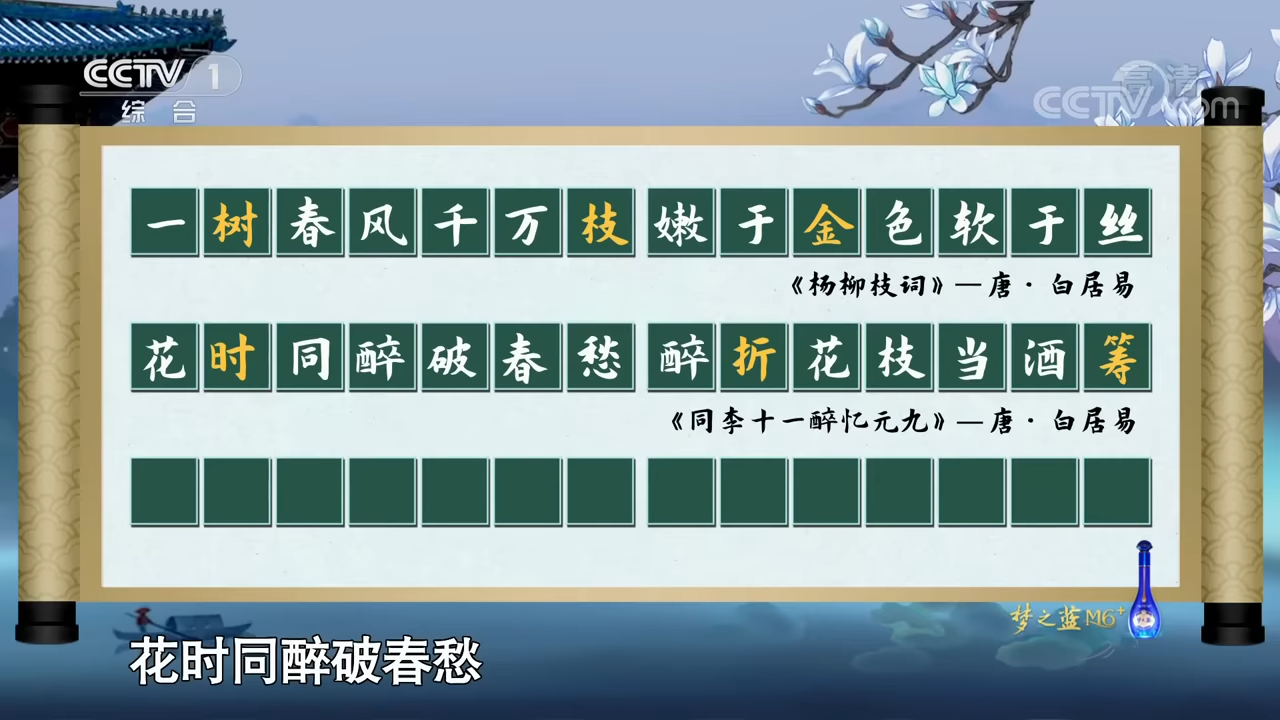 CCTV 1
综合
高清
CCTV.com
一树春风千万枝 嫩于金色软于丝
《杨柳枝词》—唐·白居易
花时同醉破春愁 醉折花枝当酒筹
《同李十一醉忆元九》—唐·白居易
梦之蓝M6+
花时同醉破春愁